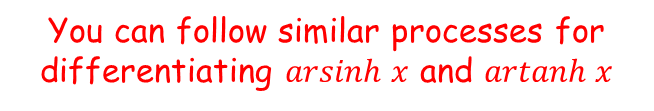 You can follow similar processes for
differentiating arsinh x and artanh x